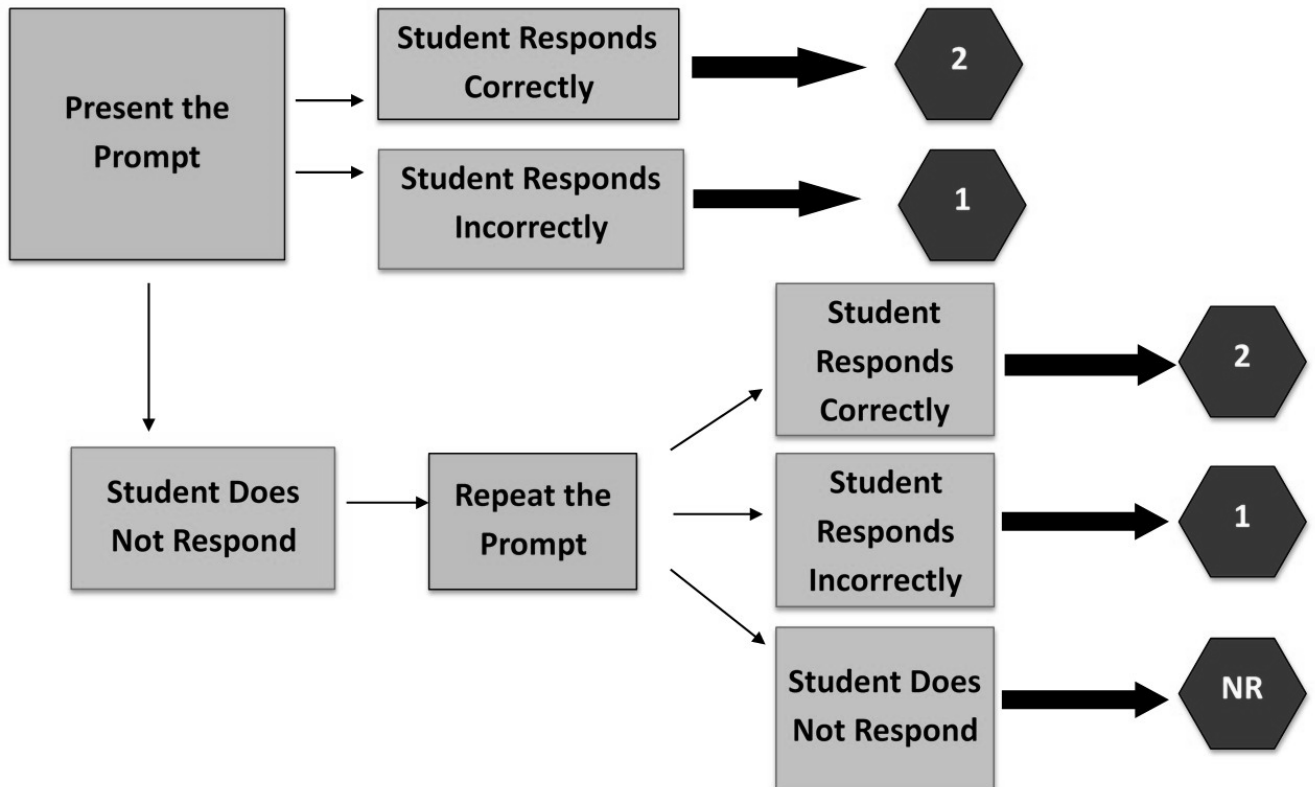 Present the
Prompt
Student Responds
Correctly
2
Student Responds
Incorrectly
1
Student Does
Not Respond
Repeat the
Prompt
Student
Responds
Correctly
2
Student
Responds
Incorrectly
1
Student Does
Not Respond
NR